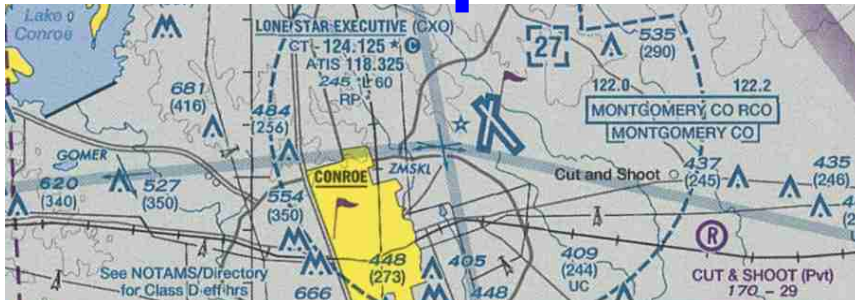 Lake
Conroe
LONE STAR EXECUTIVE (CXO)
CT - 124.125 * C
ATIS 118.325
245 *L 60
RP
681
(416)
484
(256)
27
535
(290)
122.0 122.2
MONTGOMERY CO RCO
MONTGOMERY CO
GOMER
620
(340)
527
(350)
CONROE
ZMSKL
Cut and Shoot
437
(245)
435
(246)
554
(350)
448
(273)
405
409
(244)
UC
R
CUT & SHOOT (Pvt)
170 - 29
See NOTAMS/Directory
for Class D eff hrs
666
448